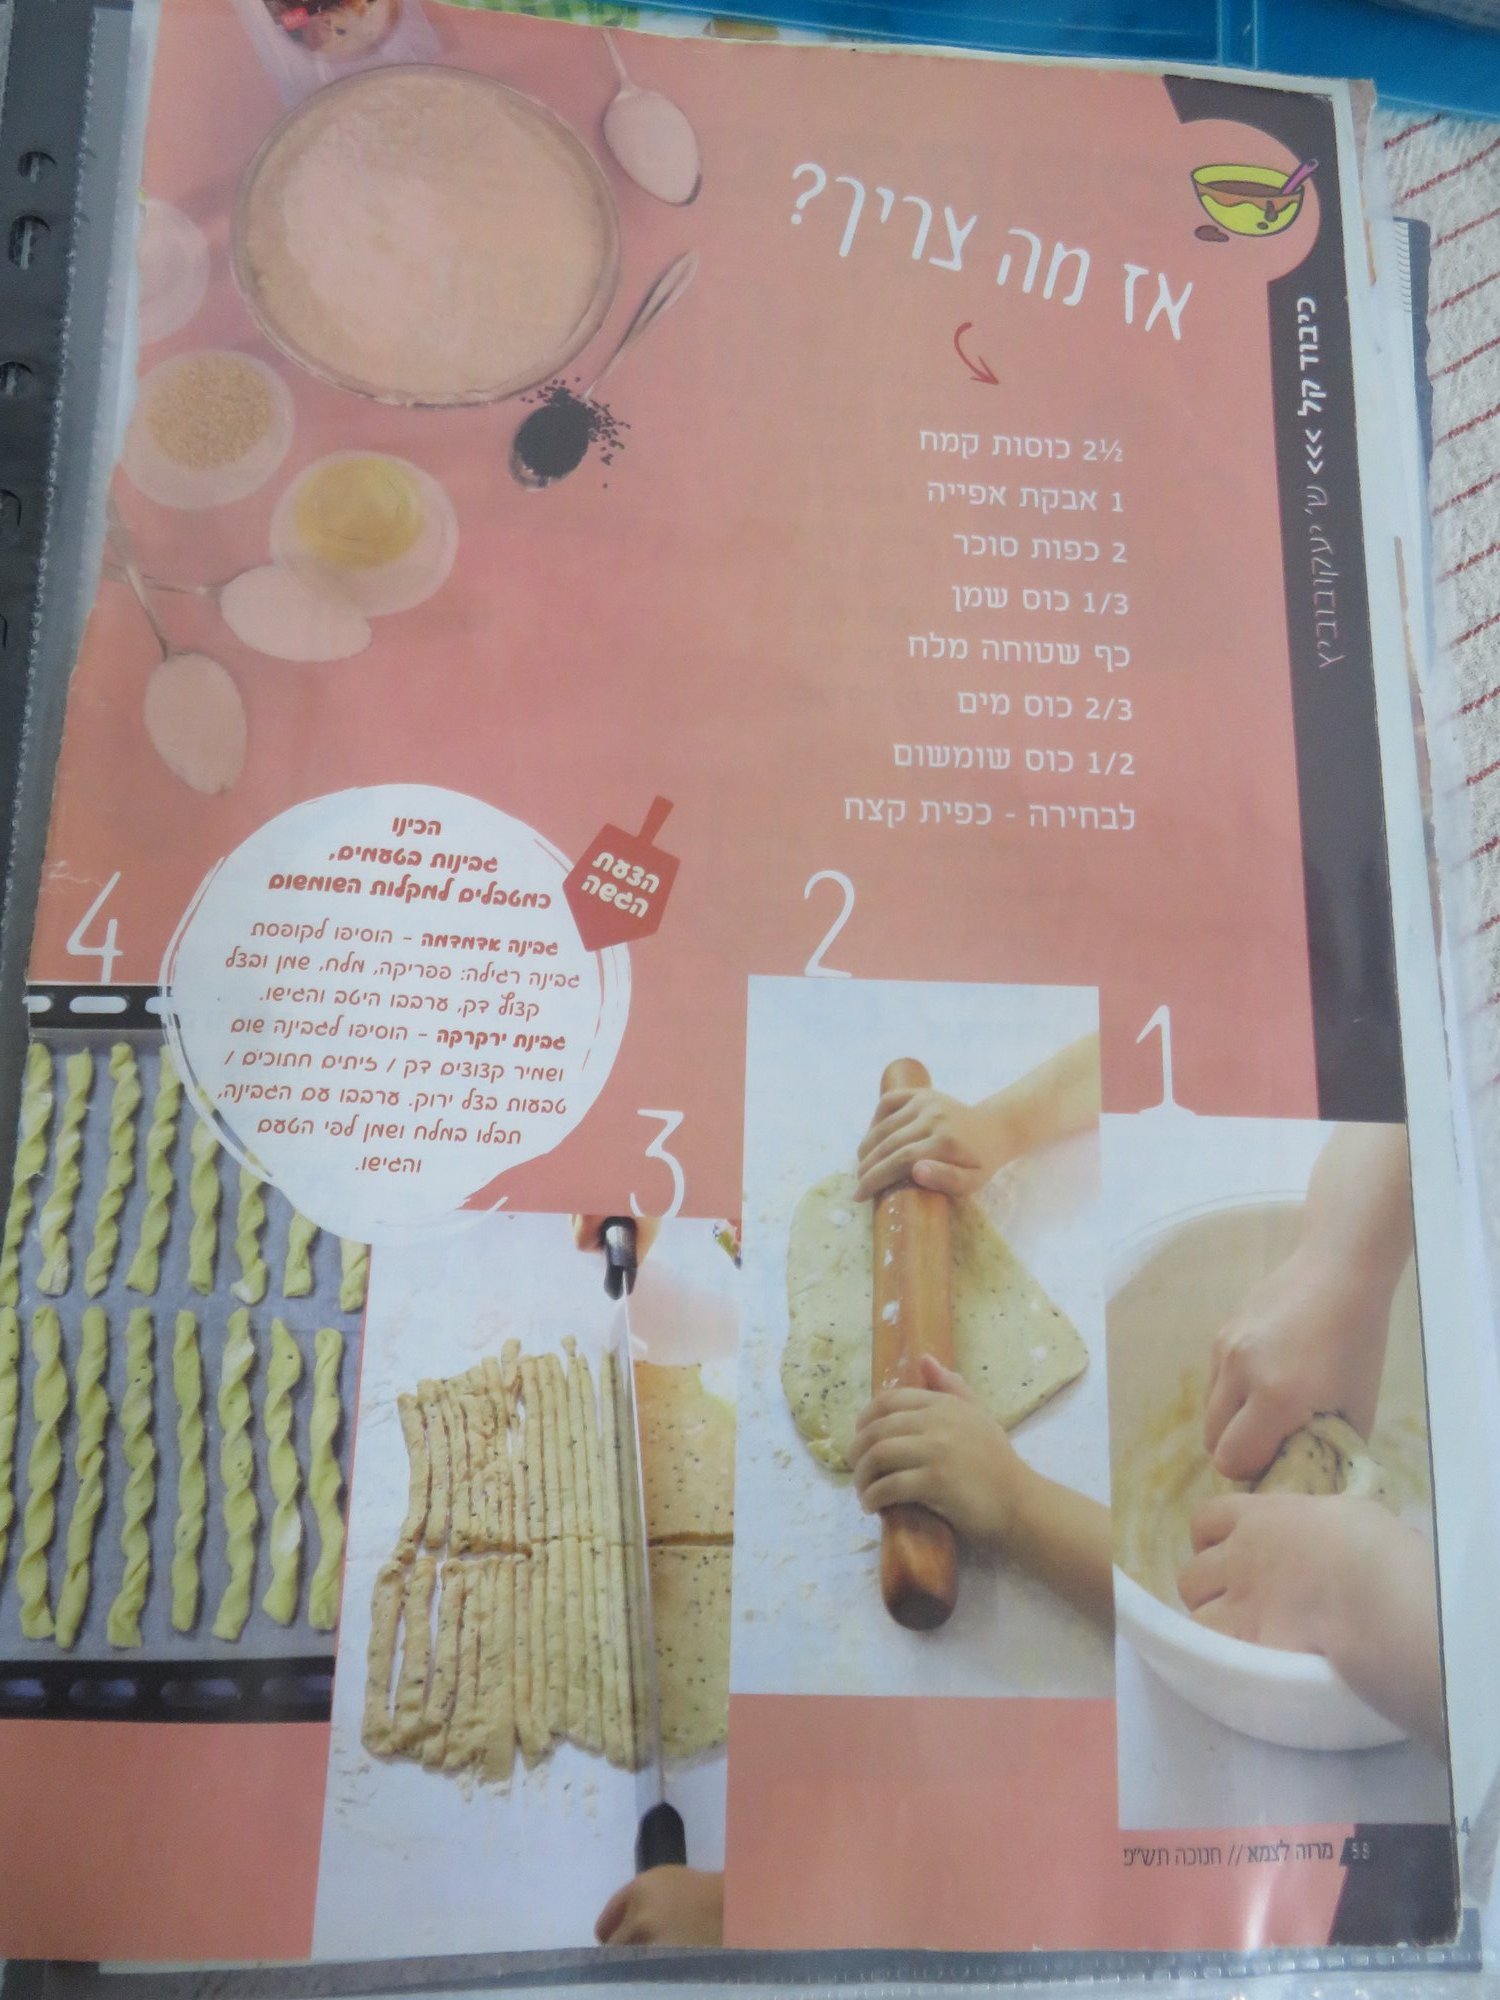 אז מה צריך?
כיבוד קל >>> ש' יעקובוביץ
2½ כוסות קמח
1 אבקת אפייה
2 כפות סוכר
1/3 כוס שמן
כף שטוחה מלח
2/3 כוס מים
1/2 כוס שומשום
לבחירה - כפית קצח
הצעת
הגשה
הכינו
גבינות בטעמים,
כמטבלים למקלות השומשום
גבינה אדמדמה - הוסיפו לקופסת
גבינה רגילה: פפריקה, מלח, שמן ובצל
קצוץ דק, ערבבו היטב והגישו.
גבינת ירקרקה - הוסיפו לגבינה שום
ושמיר קצוצים דק / זיתים חתוכים /
טבעות בצל ירוק. ערבבו עם הגבינה,
תבלו במלח ושמן לפי הטעם
והגישו.
1
2
3
4
מרווה לצמא // חנוכה תש"פ